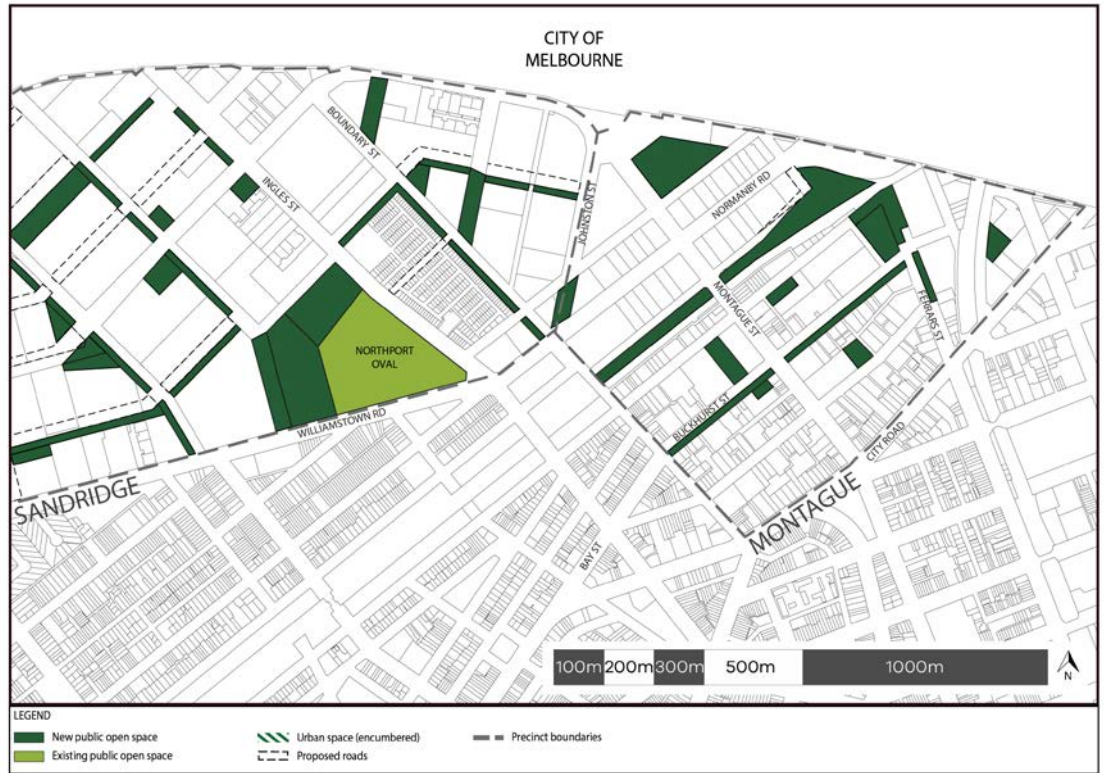 CITY OF
MELBOURNE
BOUNDARY ST
INGLES ST
JOHNSTON ST
NORMANBY RD
MONTAGUE ST
FERRARS ST
NORTHPORT
OVAL
BUCKHURST ST
WILLIAMSTOWN RD
CITY ROAD
SANDRIDGE
MONTAGUE
BAY ST
100m 200m 300m 500m 1000m
N
LEGEND
New public open space
Urban space (encumbered)
Precinct boundaries
Existing public open space
Proposed roads